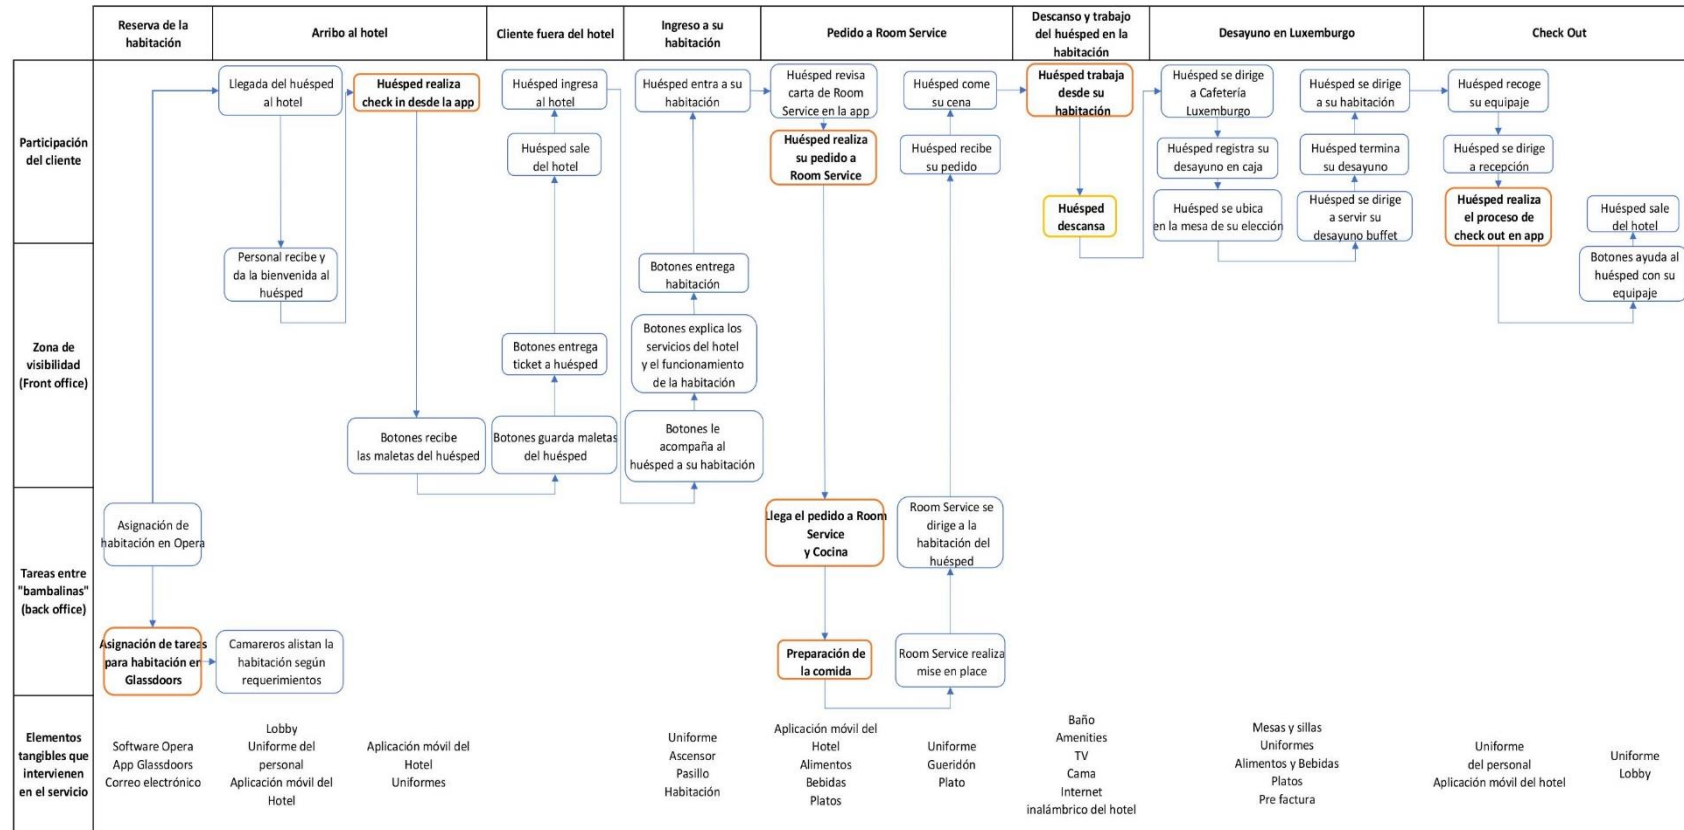 Reserva de la
habitación
Arribo al hotel
Cliente fuera del hotel
Ingreso a su
habitación
Pedido a Room Service
Descanso y trabajo
del huésped en la
habitación
Desayuno en Luxemburgo
Check Out
Participación
del cliente
Llegada del huésped
al hotel
Huésped realiza
check in desde la app
Huésped ingresa
al hotel
Huésped sale
del hotel
Huésped entra a su
habitación
Huésped revisa
carta de Room
Service en la app
Huésped realiza
su pedido a
Room Service
Huésped come
su cena
Huésped recibe
su pedido
Huésped trabaja
desde su
habitación
Huésped
descansa
Huésped se dirige
a Cafetería
Luxemburgo
Huésped registra su
desayuno en caja
Huésped se ubica
en la mesa de su elección
Huésped se dirige
a su habitación
Huésped termina
su desayuno
Huésped se dirige
a servir su
desayuno buffet
Huésped recoge
su equipaje
Huésped se dirige
a recepción
Huésped realiza
el proceso de
check out en app
Huésped sale
del hotel
Zona de
visibilidad
(Front office)
Personal recibe y
da la bienvenida al
huésped
Botones recibe
las maletas del huésped
Botones entrega
ticket a huésped
Botones guarda maletas
del huésped
Botones entrega
habitación
Botones explica los
servicios del hotel
y el funcionamiento
de la habitación
Botones le
acompaña al
huésped a su habitación
Botones ayuda al
huésped con su
equipaje
Tareas entre
"bambalinas"
(back office)
Asignación de
habitación en Opera
Asignación de tareas
para habitación en
Glassdoors
Camareros alistan la
habitación según
requerimientos
Llega el pedido a Room
Service
y Cocina
Preparación de
la comida
Room Service se
dirige a la
habitación del
huésped
Room Service realiza
mise en place
Elementos
tangibles que
intervienen
en el servicio
Software Opera
App Glassdoors
Correo electrónico
Lobby
Uniforme del
personal
Aplicación móvil del
Hotel
Aplicación móvil del
Hotel
Uniformes
Uniforme
Ascensor
Pasillo
Habitación
Aplicación móvil del
Hotel
Alimentos
Bebidas
Platos
Uniforme
Gueridón
Plato
Baño
Amenities
TV
Cama
Internet
inalámbrico del hotel
Mesas y sillas
Uniformes
Alimentos y Bebidas
Platos
Pre factura
Uniforme
del personal
Aplicación móvil del hotel
Uniforme
Lobby